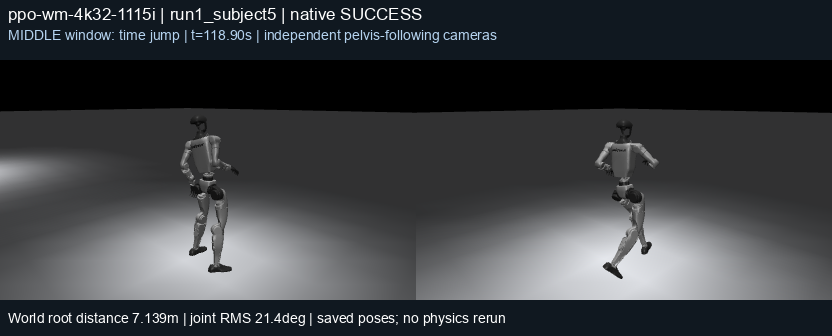 ppo-wm-4k32-1115i | run1_subject5 | native SUCCESS
MIDDLE window: time jump | t=118.90s | independent pelvis-following cameras
World root distance 7.139m | joint RMS 21.4deg | saved poses; no physics rerun